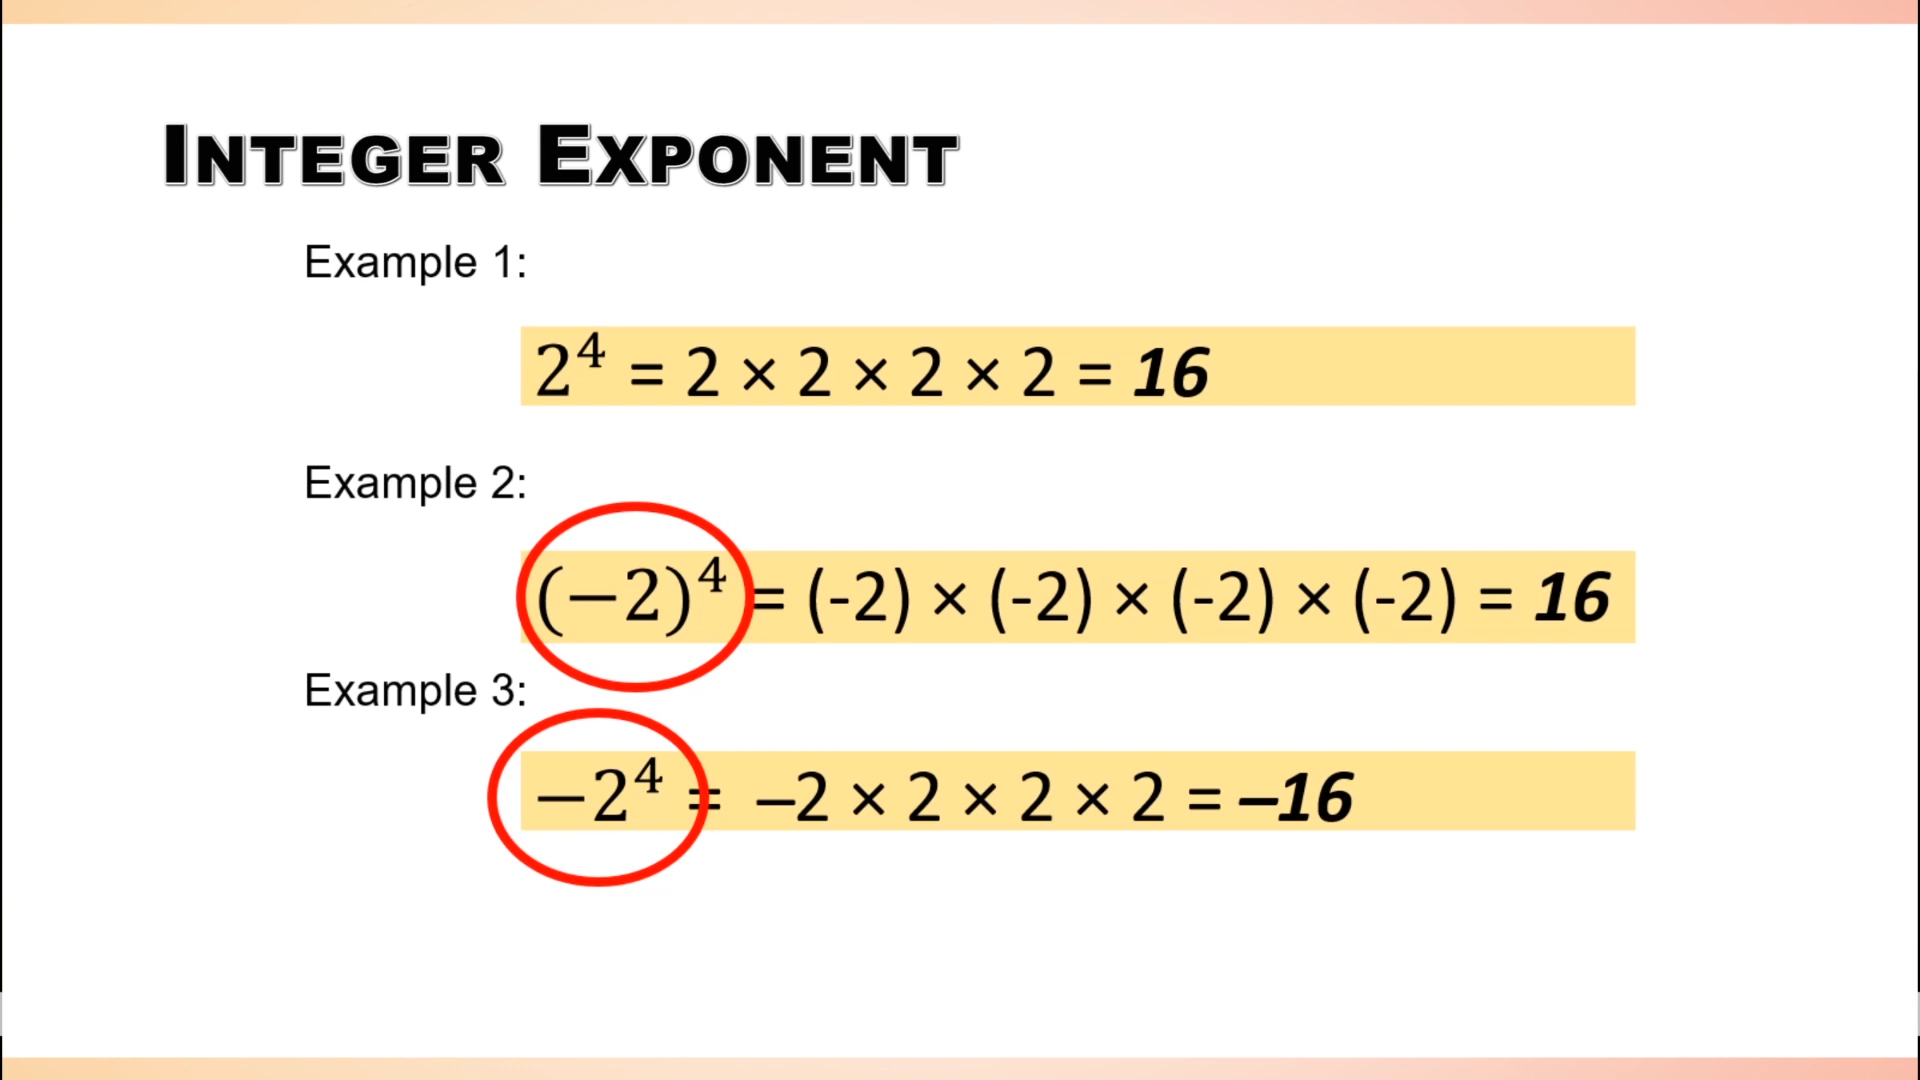 INTEGER EXPONENT
Example 1:
2⁴ = 2 × 2 × 2 × 2 = 16
Example 2:
(−2)⁴ = (-2) × (-2) × (-2) × (-2) = 16
Example 3:
−2⁴ = –2 × 2 × 2 × 2 = –16